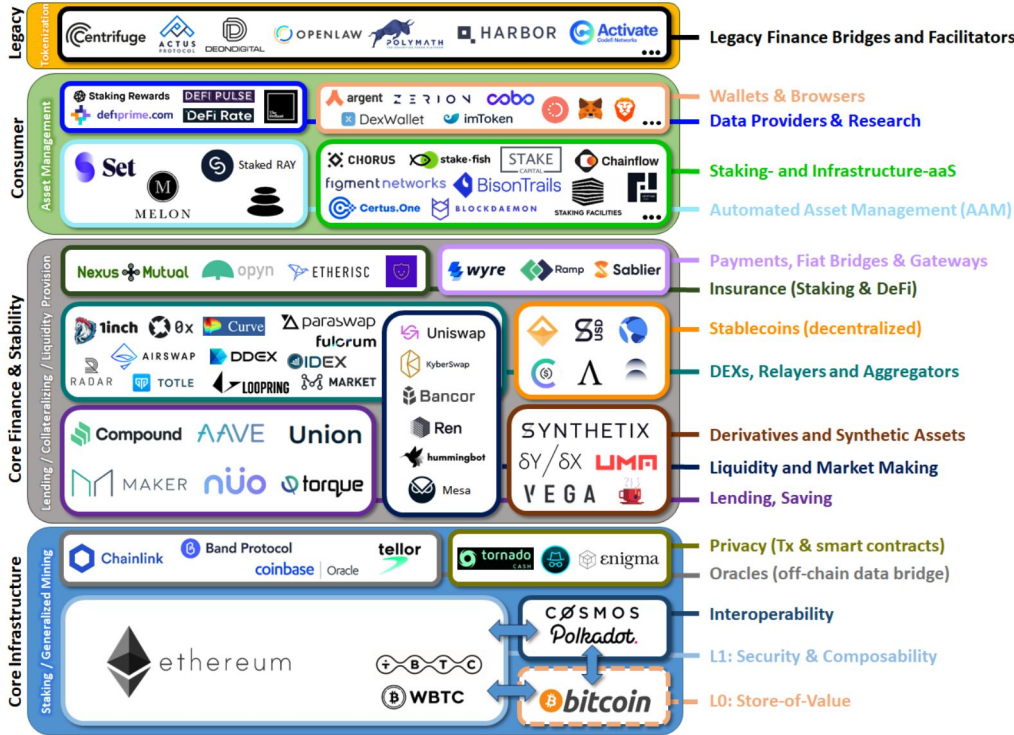 Legacy
Tokenization
Centrifuge
ACTUS
PROTOCOL
DEONDIGITAL
OPENLAW
POLYMATH
HARBOR
Activate
Codefi Networks
Legacy Finance Bridges and Facilitators
Consumer
Asset Management
Staking Rewards
DEFI PULSE
defiprime.com
DeFi Rate
argent
ZERION
cobo
DexWallet
imToken
Wallets & Browsers
Data Providers & Research
Set
Staked RAY
M
MELON
CHORUS
stake·fish
STAKE
CAPITAL
Chainflow
figment networks
BisonTrails
Certus.One
BLOCKDAEMON
STAKING FACILITIES
Staking- and Infrastructure-aaS
Automated Asset Management (AAM)
Core Finance & Stability
Lending / Collateralizing / Liquidity Provision
Nexus Mutual
opyn
ETHERISC
wyre
Ramp
Sablier
Payments, Fiat Bridges & Gateways
Insurance (Staking & DeFi)
1inch
0x
Curve
paraswap
fulcrum
AIRSWAP
DDEX
IDEX
RADAR
TOTLE
LOOPRING
MARKET
Uniswap
KyberSwap
Bancor
Ren
hummingbot
Mesa
USD
Stablecoins (decentralized)
DEXs, Relayers and Aggregators
Compound
AAVE
Union
MAKER
nüo
torque
SYNTHETIX
δY/δX
UMA
VEGA
Derivatives and Synthetic Assets
Liquidity and Market Making
Lending, Saving
Core Infrastructure
Staking / Generalized Mining
Chainlink
Band Protocol
coinbase | Oracle
tellor
tornado
CASH
enigma
Privacy (Tx & smart contracts)
Oracles (off-chain data bridge)
ethereum
tBTC
WBTC
COSMOS
Polkadot.
bitcoin
Interoperability
L1: Security & Composability
L0: Store-of-Value